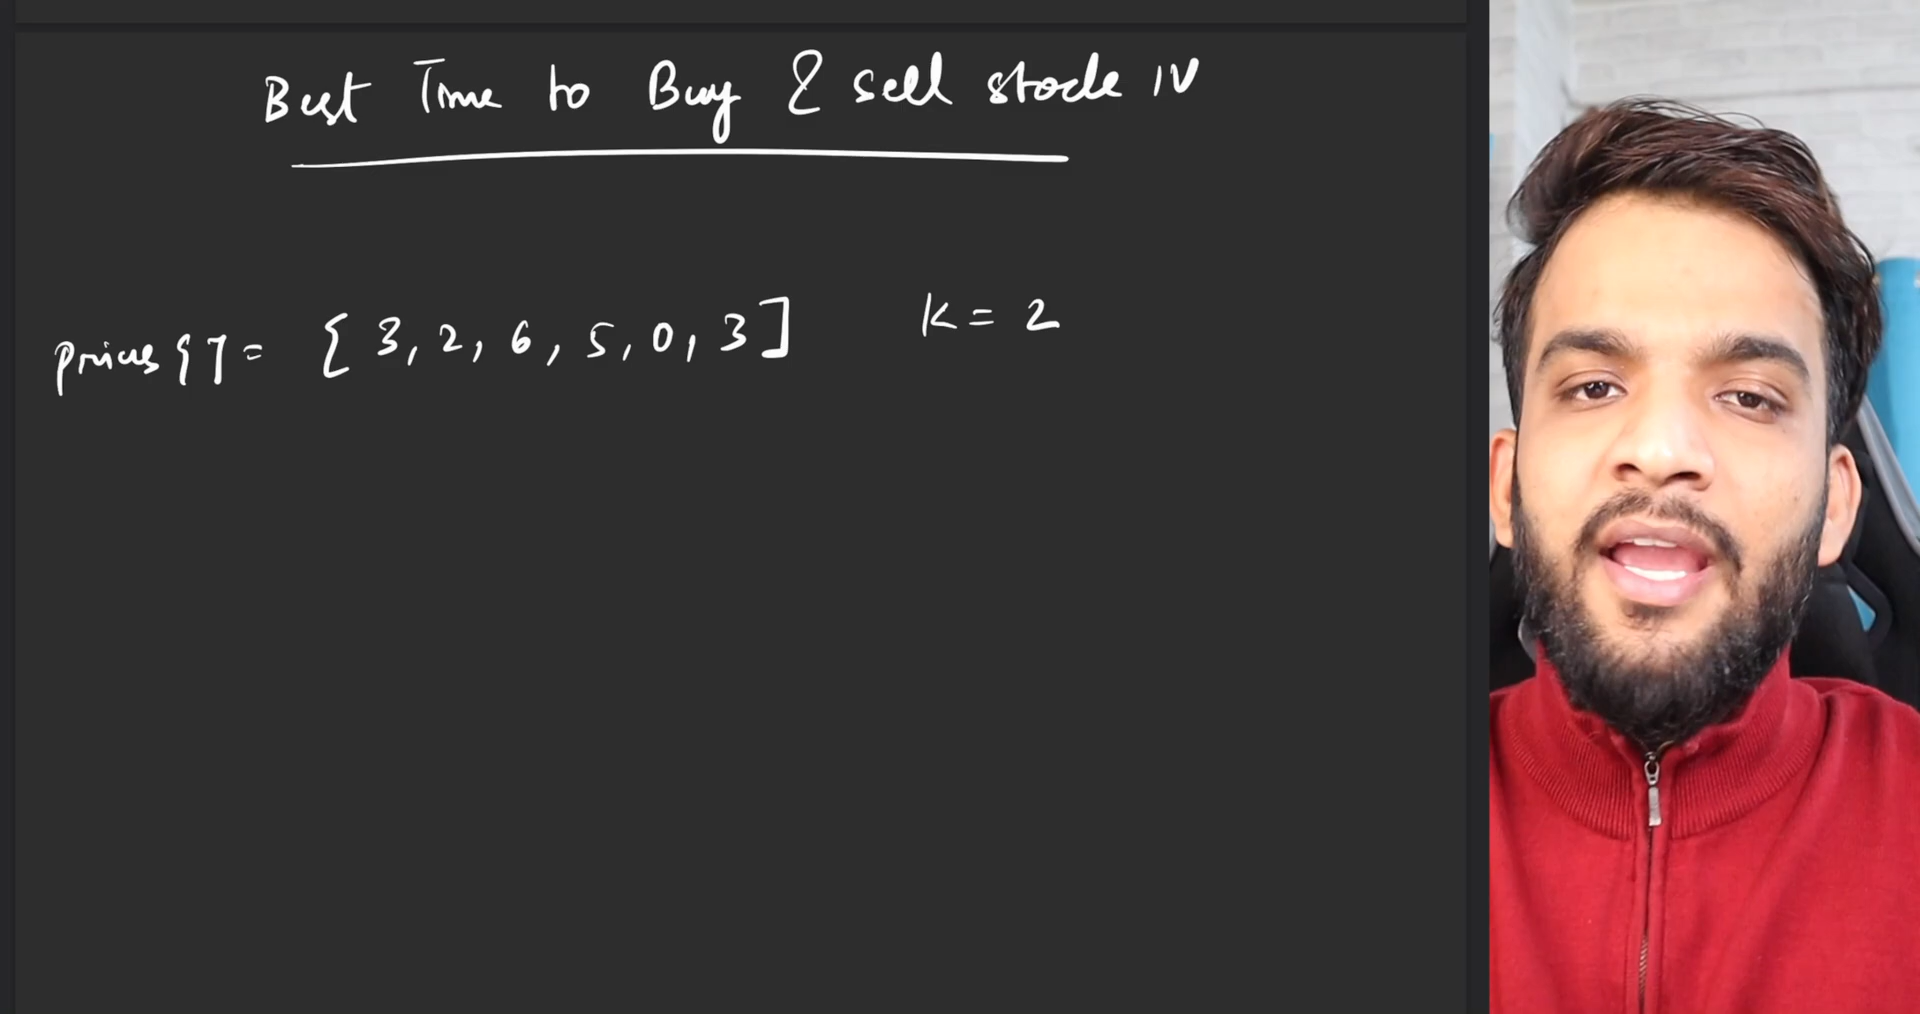 Best Time to Buy & sell stock IV
prices [] = [3, 2, 6, 5, 0, 3] K = 2